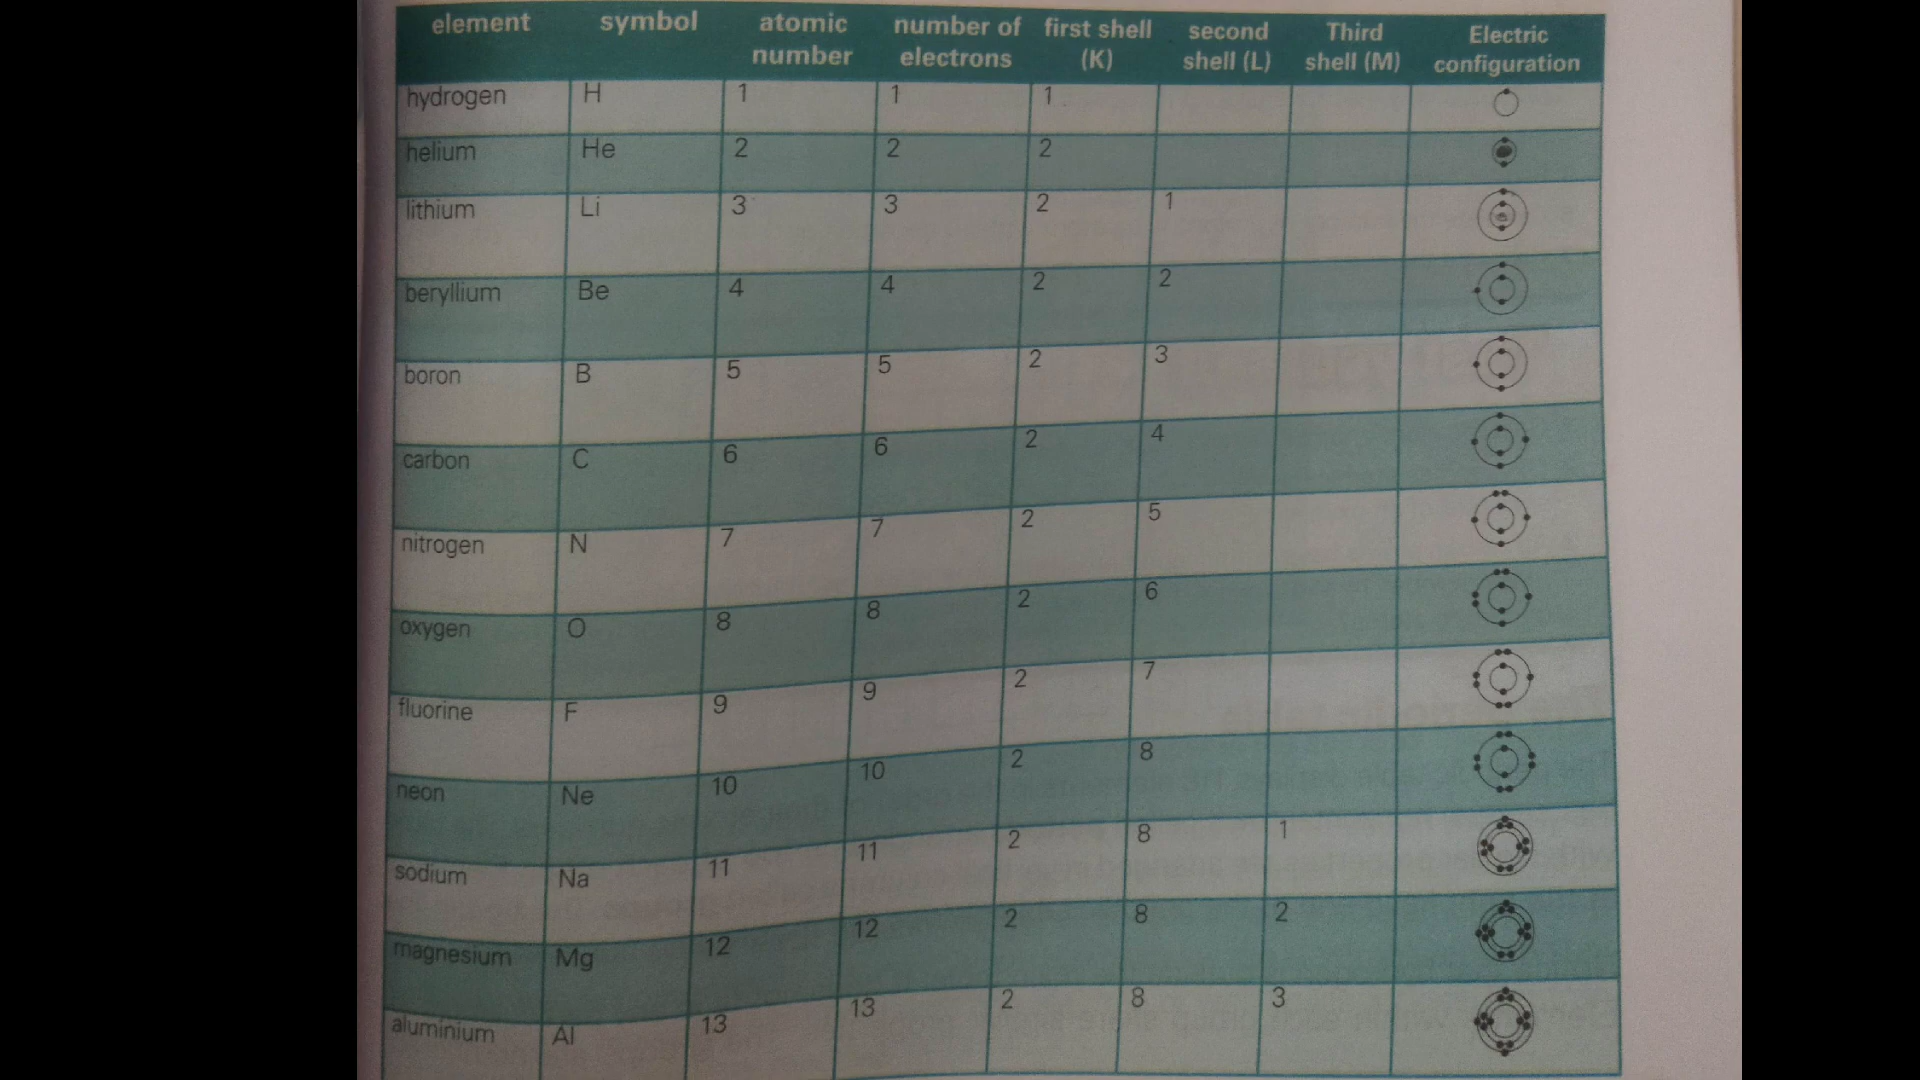 element symbol atomic number number of electrons first shell (K) second shell (L) Third shell (M) Electric configuration
hydrogen H 1 1 1
helium He 2 2 2
lithium Li 3 3 2 1
beryllium Be 4 4 2 2
boron B 5 5 2 3
carbon C 6 6 2 4
nitrogen N 7 7 2 5
oxygen O 8 8 2 6
fluorine F 9 9 2 7
neon Ne 10 10 2 8
sodium Na 11 11 2 8 1
magnesium Mg 12 12 2 8 2
aluminium Al 13 13 2 8 3